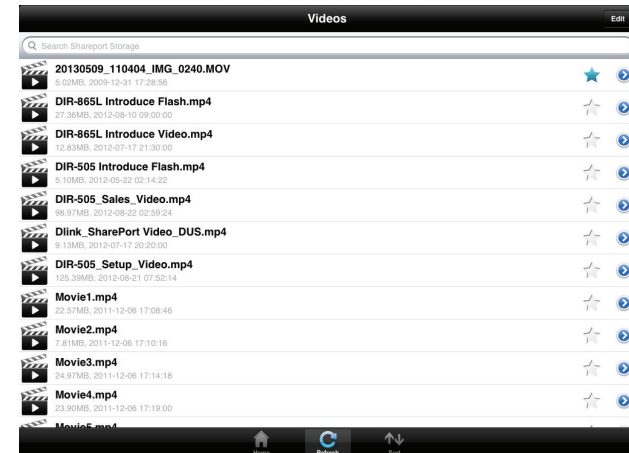 Videos
Edit
Search Shareport Storage
20130509_110404_IMG_0240.MOV
5.02MB, 2009-12-31 17:28:56
DIR-865L Introduce Flash.mp4
27.36MB, 2012-08-10 09:00:00
DIR-865L Introduce Video.mp4
12.83MB, 2012-07-17 21:30:00
DIR-505 Introduce Flash.mp4
5.10MB, 2012-05-22 02:14:22
DIR-505_Sales_Video.mp4
98.97MB, 2012-08-22 02:59:24
Dlink_SharePort Video_DUS.mp4
9.13MB, 2012-07-17 20:20:00
DIR-505_Setup_Video.mp4
125.39MB, 2012-08-21 07:52:14
Movie1.mp4
22.57MB, 2011-12-06 17:08:46
Movie2.mp4
7.81MB, 2011-12-06 17:10:16
Movie3.mp4
24.97MB, 2011-12-06 17:14:18
Movie4.mp4
23.90MB, 2011-12-06 17:19:00
Movie5.mp4
Home Refresh Sort